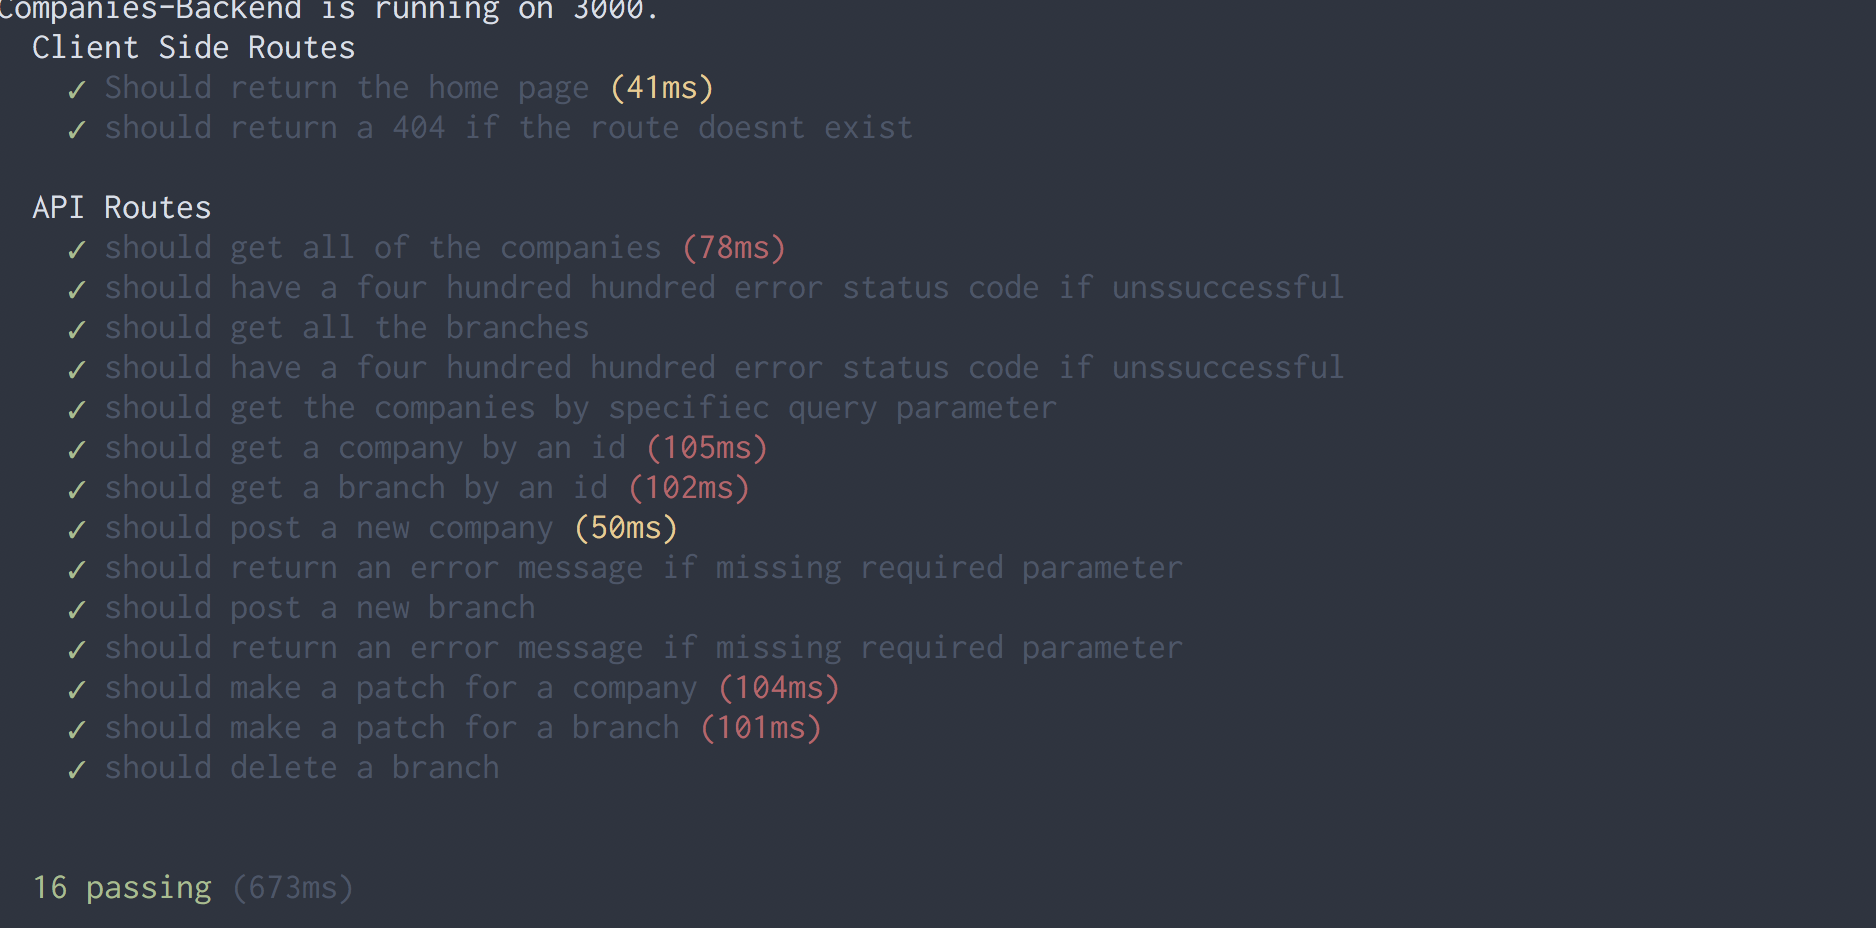 Companies-Backend is running on 3000.
Client Side Routes
✓ Should return the home page (41ms)
✓ should return a 404 if the route doesnt exist
API Routes
✓ should get all of the companies (78ms)
✓ should have a four hundred hundred error status code if unssuccessful
✓ should get all the branches
✓ should have a four hundred hundred error status code if unssuccessful
✓ should get the companies by specifiec query parameter
✓ should get a company by an id (105ms)
✓ should get a branch by an id (102ms)
✓ should post a new company (50ms)
✓ should return an error message if missing required parameter
✓ should post a new branch
✓ should return an error message if missing required parameter
✓ should make a patch for a company (104ms)
✓ should make a patch for a branch (101ms)
✓ should delete a branch
16 passing (673ms)